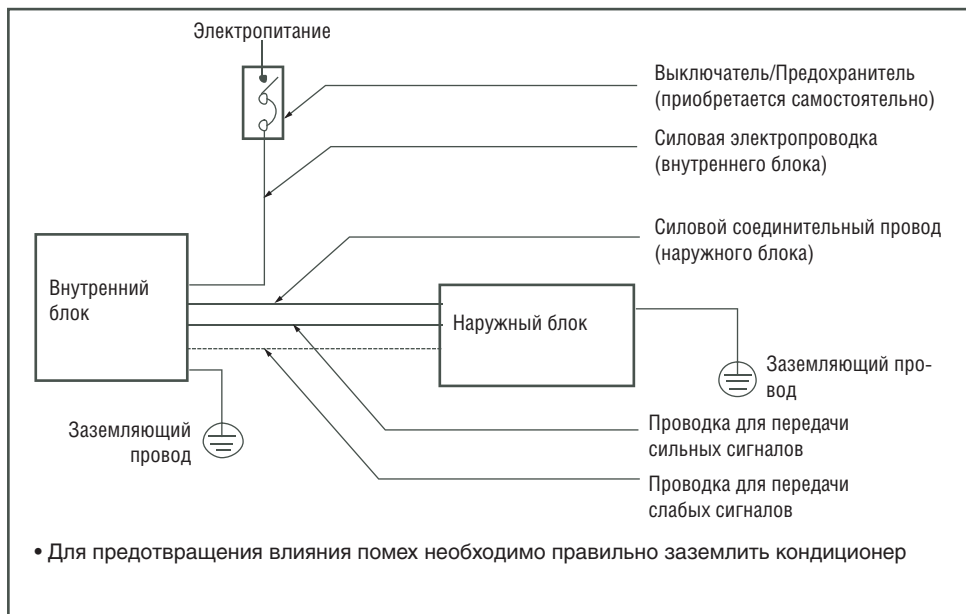 Электропитание
Выключатель/Предохранитель
(приобретается самостоятельно)
Силовая электропроводка
(внутреннего блока)
Силовой соединительный провод
(наружного блока)
Внутренний
блок
Наружный блок
Заземляющий про-
вод
Заземляющий
провод
Проводка для передачи
сильных сигналов
Проводка для передачи
слабых сигналов
• Для предотвращения влияния помех необходимо правильно заземлить кондиционер